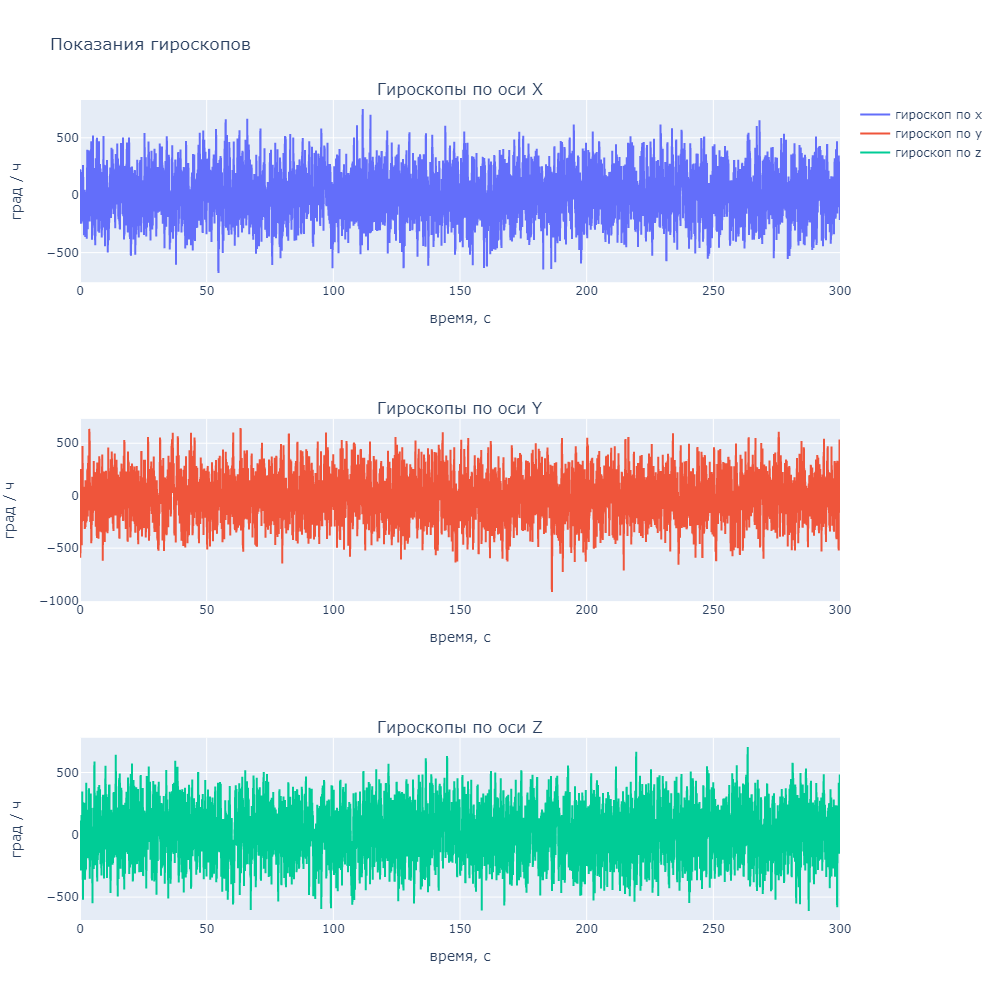 Показания гироскопов
Гироскопы по оси X
гироскоп по x
гироскоп по y
гироскоп по z
град / ч
500
0
−500
0 50 100 150 200 250 300
время, с
Гироскопы по оси Y
град / ч
500
0
−500
−1000
0 50 100 150 200 250 300
время, с
Гироскопы по оси Z
град / ч
500
0
−500
0 50 100 150 200 250 300
время, с